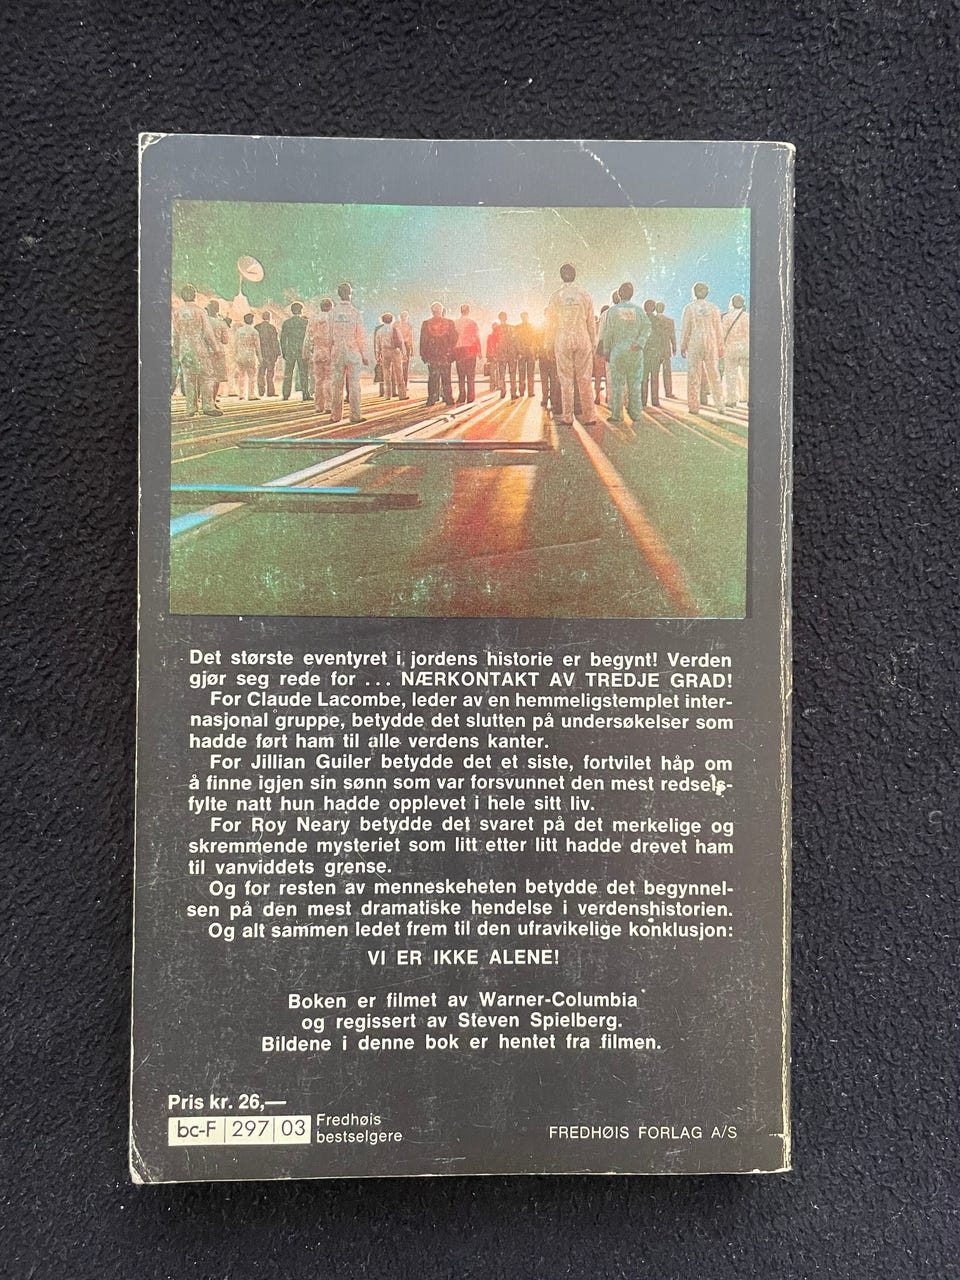 Det største eventyret i jordens historie er begynt! Verden
gjør seg rede for ... NÆRKONTAKT AV TREDJE GRAD!
For Claude Lacombe, leder av en hemmeligstemplet inter-
nasjonal gruppe, betydde det slutten på undersøkelser som
hadde ført ham til alle verdens kanter.
For Jillian Guiler betydde det et siste, fortvilet håp om
å finne igjen sin sønn som var forsvunnet den mest redsels-
fylte natt hun hadde opplevet i hele sitt liv.
For Roy Neary betydde det svaret på det merkelige og
skremmende mysteriet som litt etter litt hadde drevet ham
til vanviddets grense.
Og for resten av menneskeheten betydde det begynnel-
sen på den mest dramatiske hendelse i verdenshistorien.
Og alt sammen ledet frem til den ufravikelige konklusjon:
VI ER IKKE ALENE!
Boken er filmet av Warner-Columbia
og regissert av Steven Spielberg.
Bildene i denne bok er hentet fra filmen.
Pris kr. 26,—
bc-F 297 03
Fredhøis
bestselgere
FREDHØIS FORLAG A/S